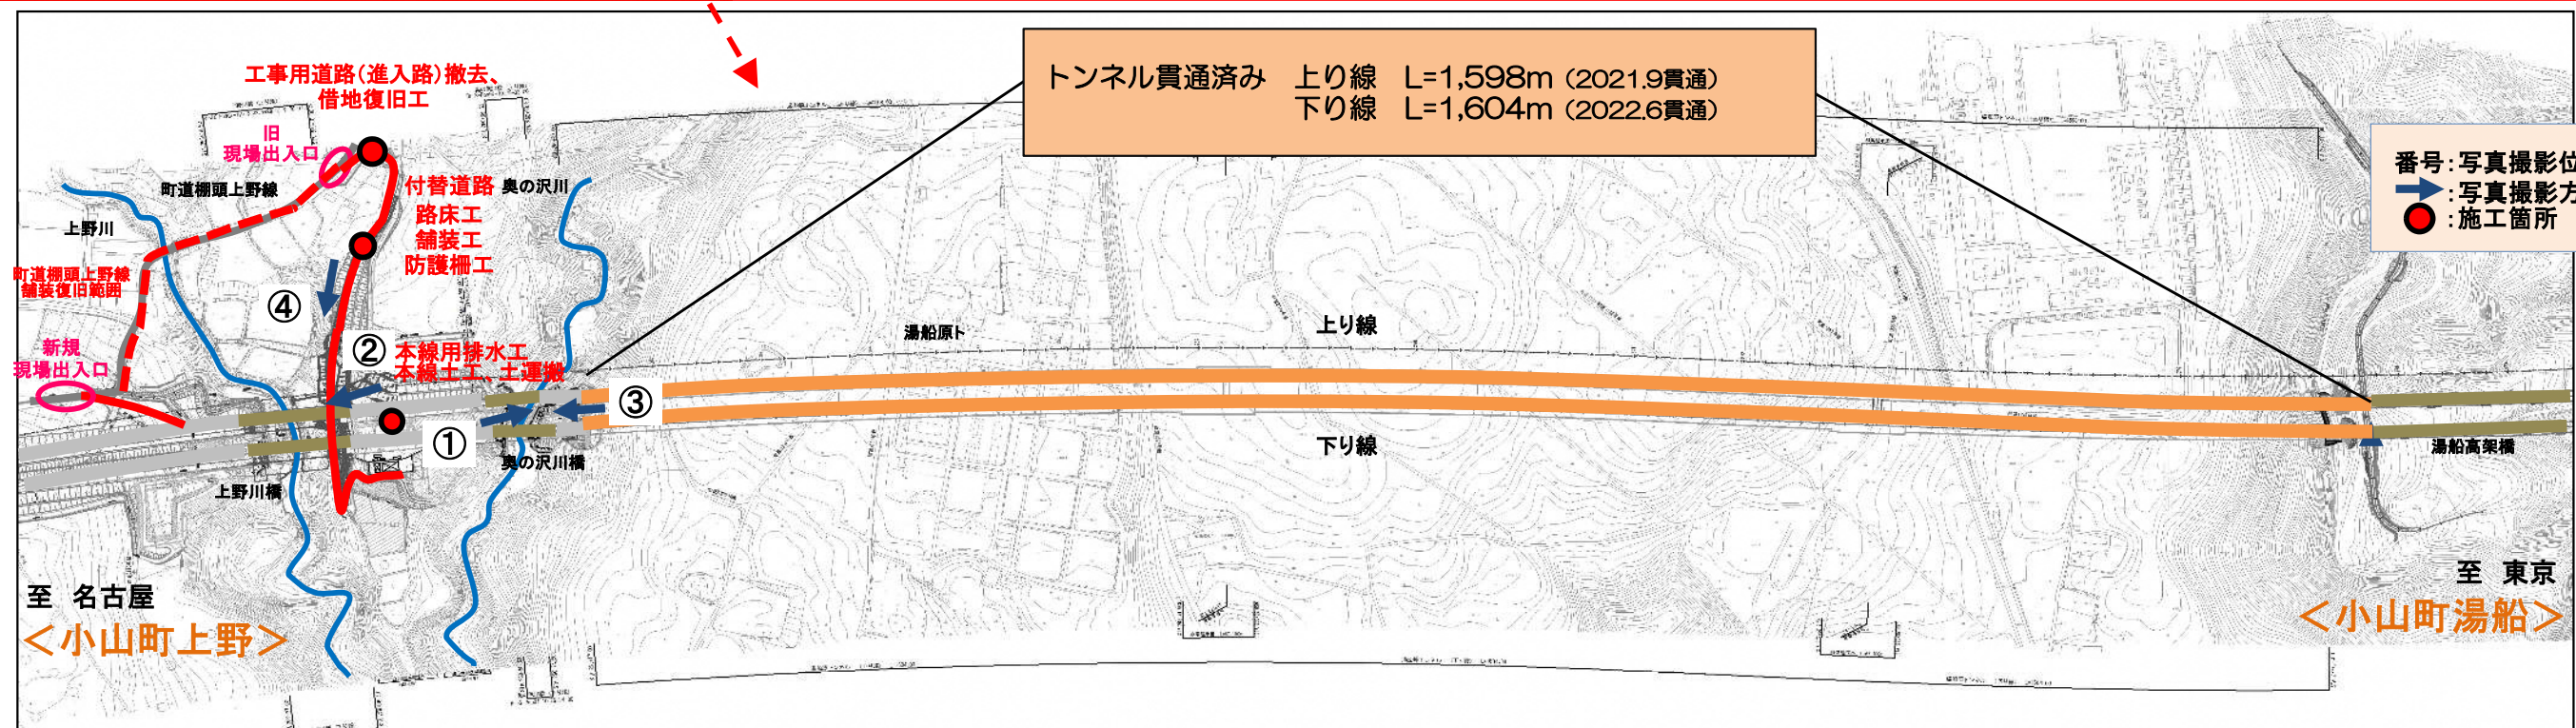 工事用道路（進入路）撤去、
借地復旧工
旧
現場出入口
町道棚頭上野線
上野川
付替道路
路床工
舗装工
防護柵工
奥の沢川
トンネル貫通済み　上り線　L=1,598m（2021.9貫通）
下り線　L=1,604m（2022.6貫通）
番号：写真撮影位
：写真撮影方
：施工箇所
町道棚頭上野線
舗装復旧範囲
④
新規
現場出入口
②
本線用排水工
本線土工、土運搬
③
①
奥の沢川橋
上野川橋
湯船原ト
上り線
下り線
湯船高架橋
至　名古屋
＜小山町上野＞
至　東京
＜小山町湯船＞